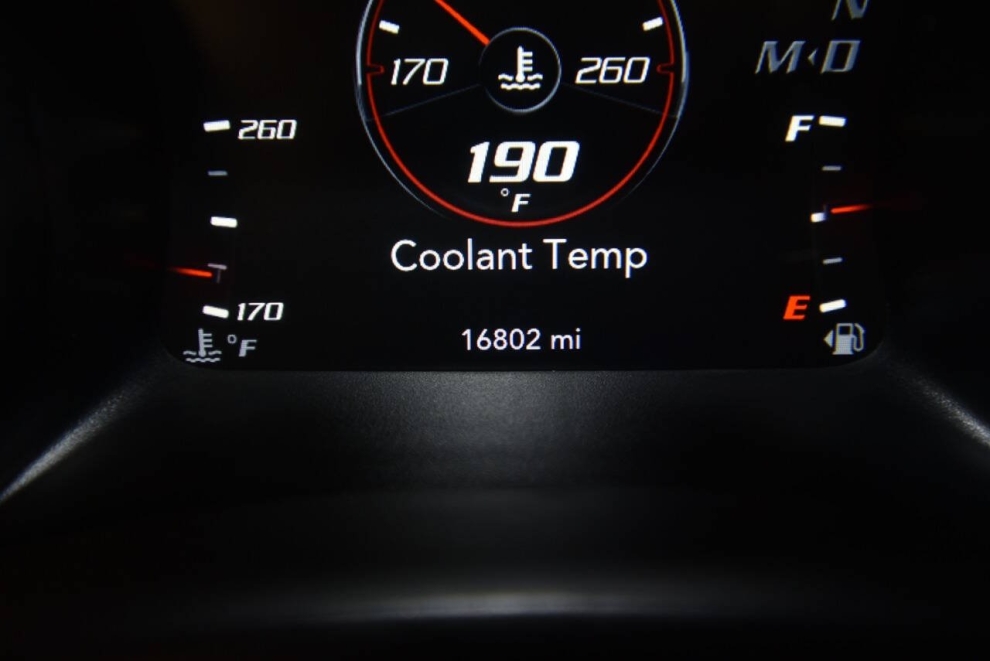 N
M D
170 260
260
F
190
°F
Coolant Temp
170
E
16802 mi
°F